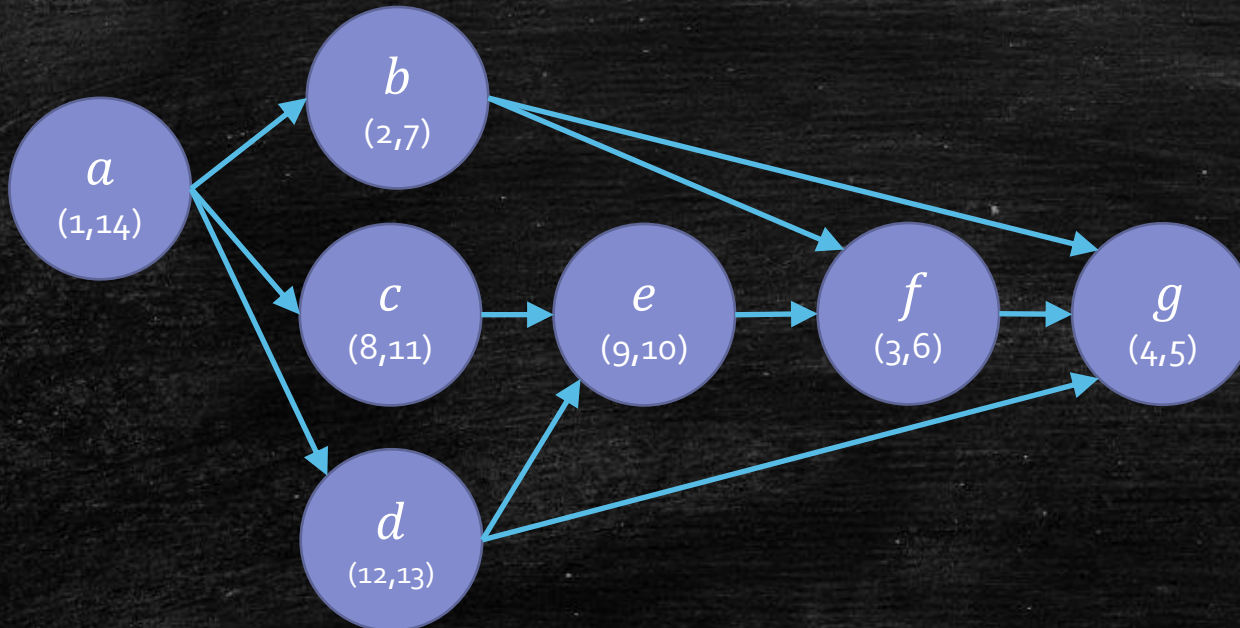 a
(1,14)
b
(2,7)
c
(8,11)
d
(12,13)
e
(9,10)
f
(3,6)
g
(4,5)